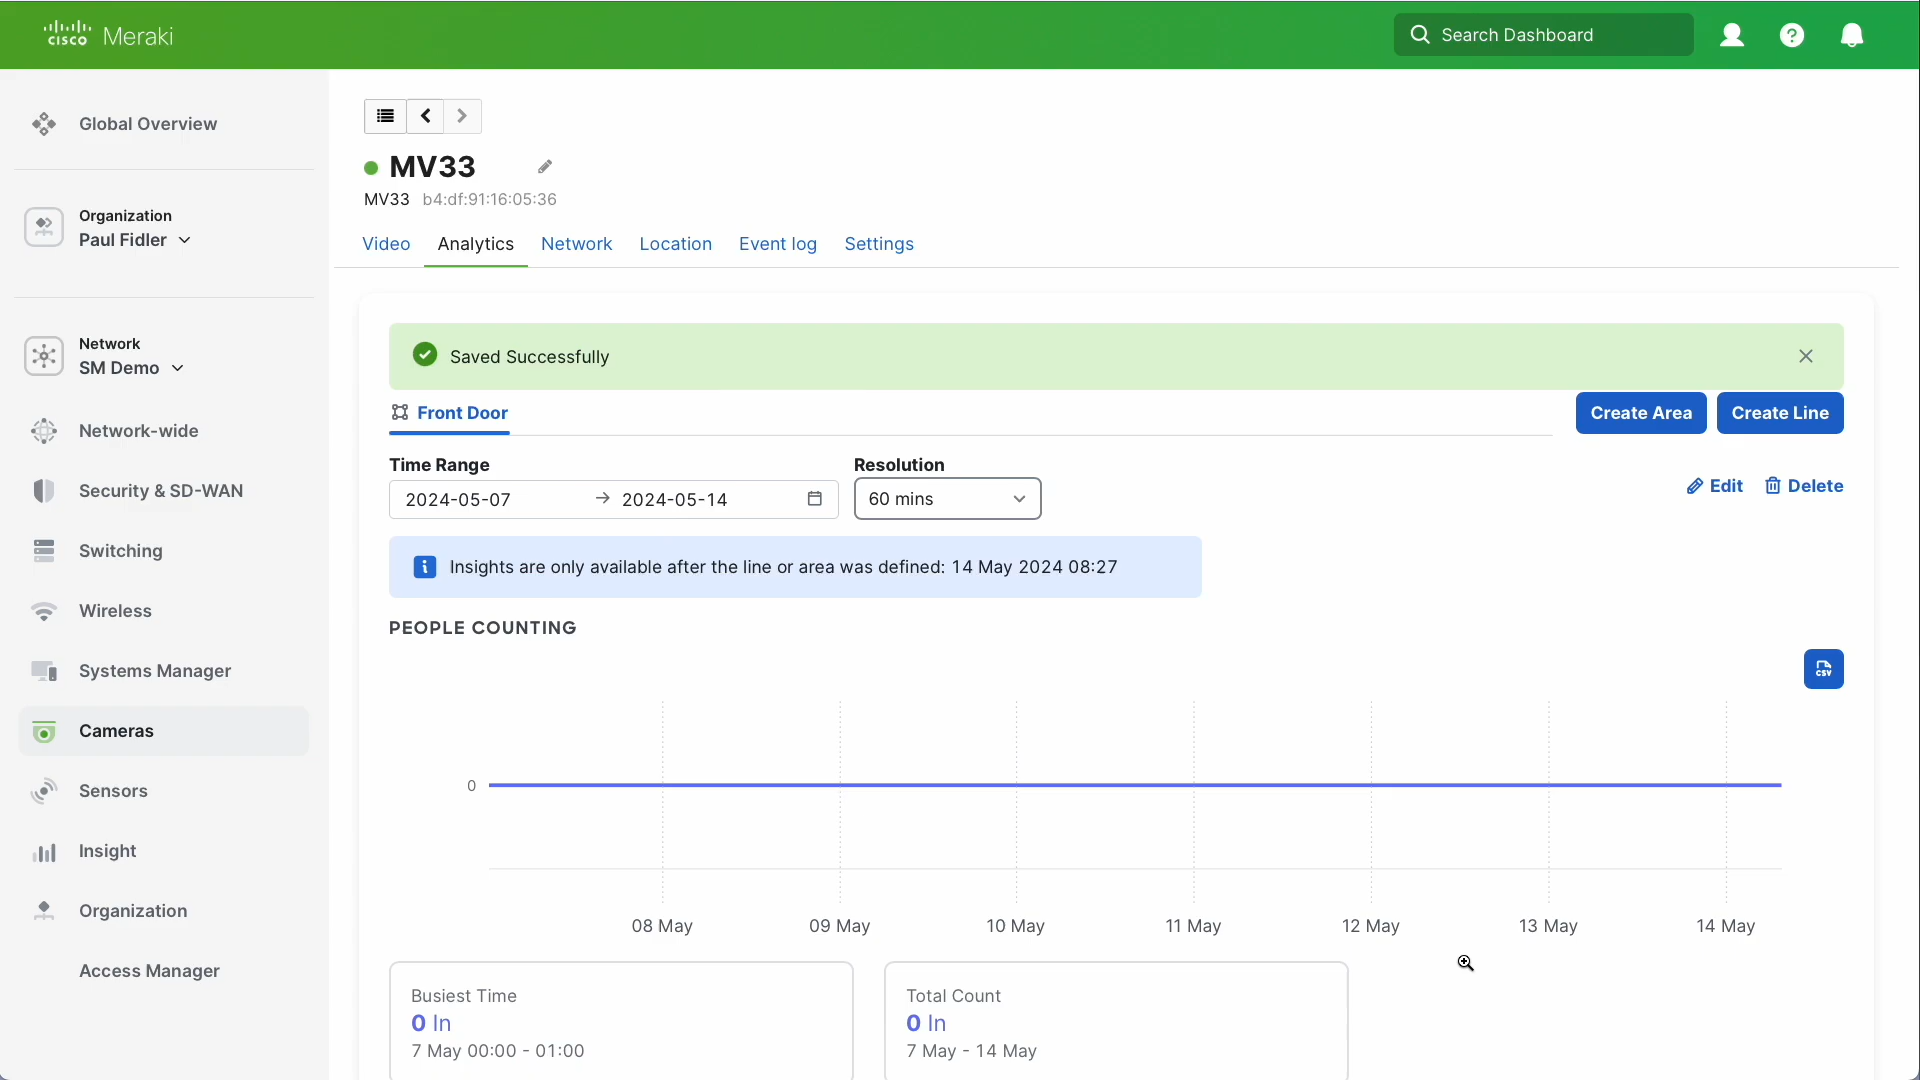 cisco Meraki
Search Dashboard
Global Overview
Organization
Paul Fidler
Network
SM Demo
Network-wide
Security & SD-WAN
Switching
Wireless
Systems Manager
Cameras
Sensors
Insight
Organization
Access Manager
MV33
MV33 b4:df:91:16:05:36
Video Analytics Network Location Event log Settings
Saved Successfully
Front Door
Create Area Create Line
Time Range Resolution
2024-05-07 → 2024-05-14 60 mins
Edit Delete
i Insights are only available after the line or area was defined: 14 May 2024 08:27
PEOPLE COUNTING
CSV
0
08 May 09 May 10 May 11 May 12 May 13 May 14 May
Busiest Time
0 In
7 May 00:00 - 01:00
Total Count
0 In
7 May - 14 May